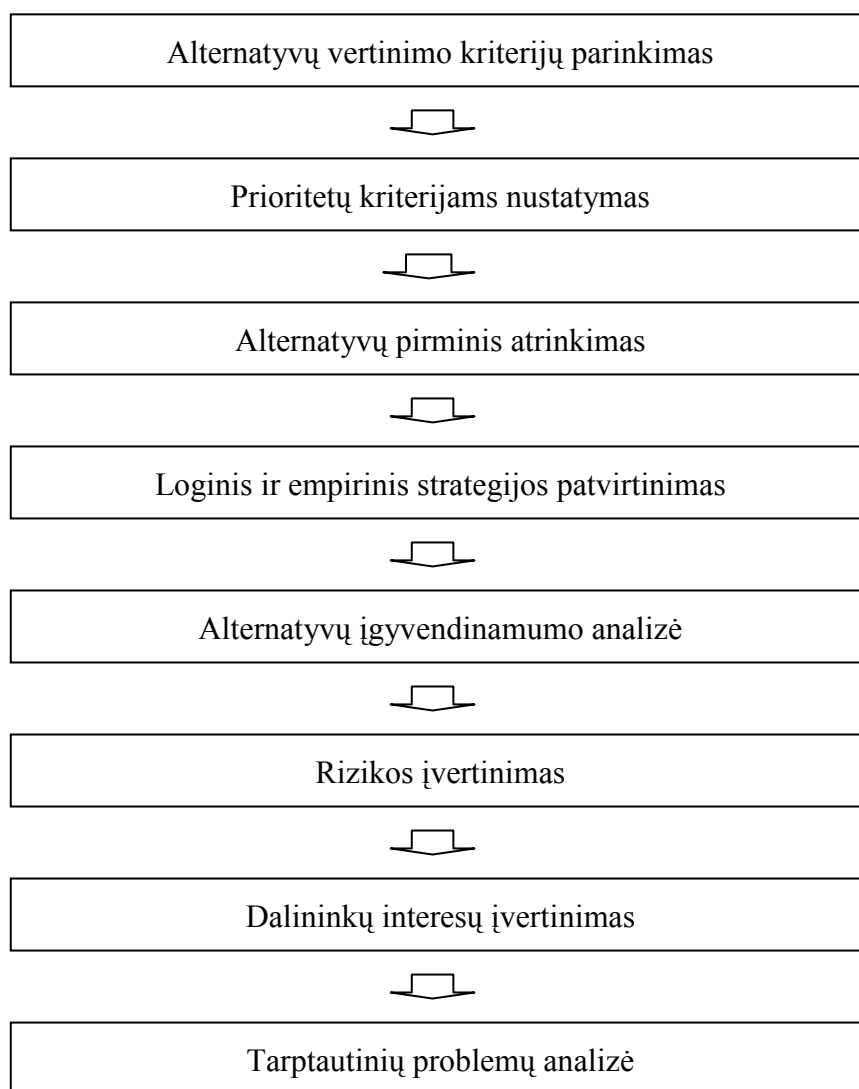 Alternatyvų vertinimo kriterijų parinkimas
Prioritetų kriterijams nustatymas
Alternatyvų pirminis atrinkimas
Loginis ir empirinis strategijos patvirtinimas
Alternatyvų įgyvendinamumo analizė
Rizikos įvertinimas
Dalininkų interesų įvertinimas
Tarptautinių problemų analizė